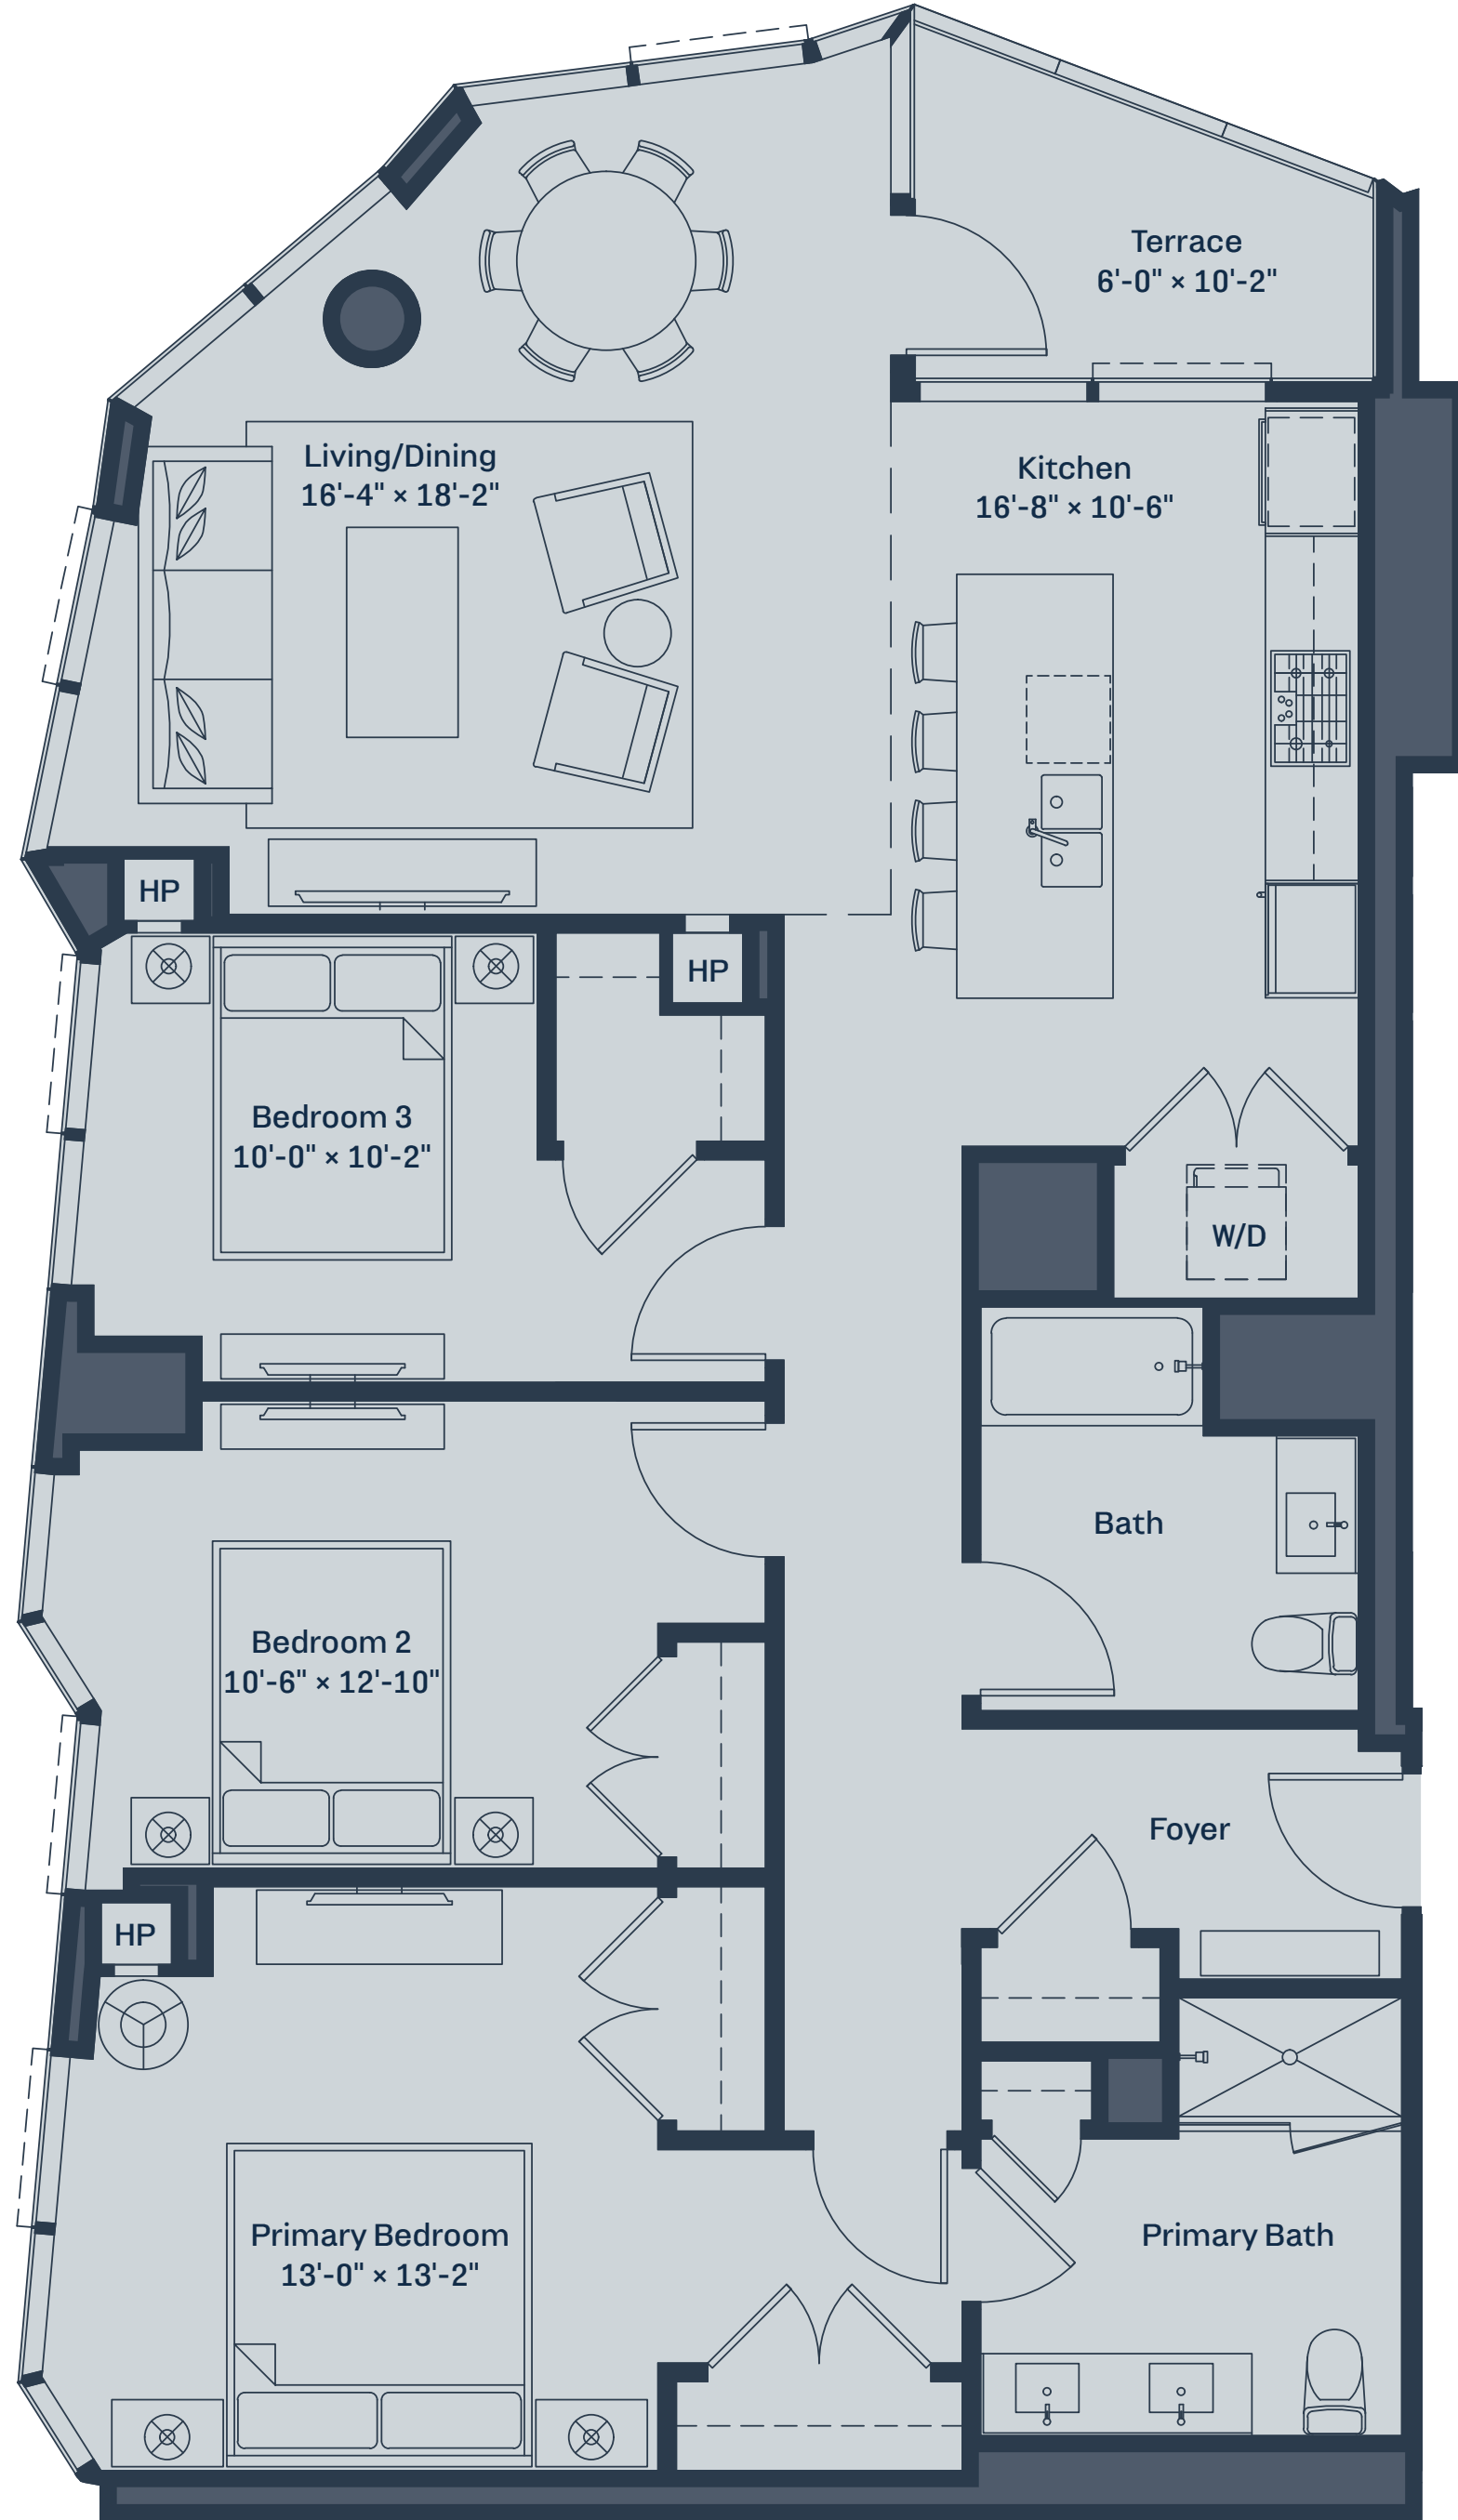 Terrace
6'-0" × 10'-2"
Living/Dining
16'-4" × 18'-2"
Kitchen
16'-8" × 10'-6"
HP
HP
Bedroom 3
10'-0" × 10'-2"
W/D
Bath
Bedroom 2
10'-6" × 12'-10"
Foyer
HP
Primary Bedroom
13'-0" × 13'-2"
Primary Bath